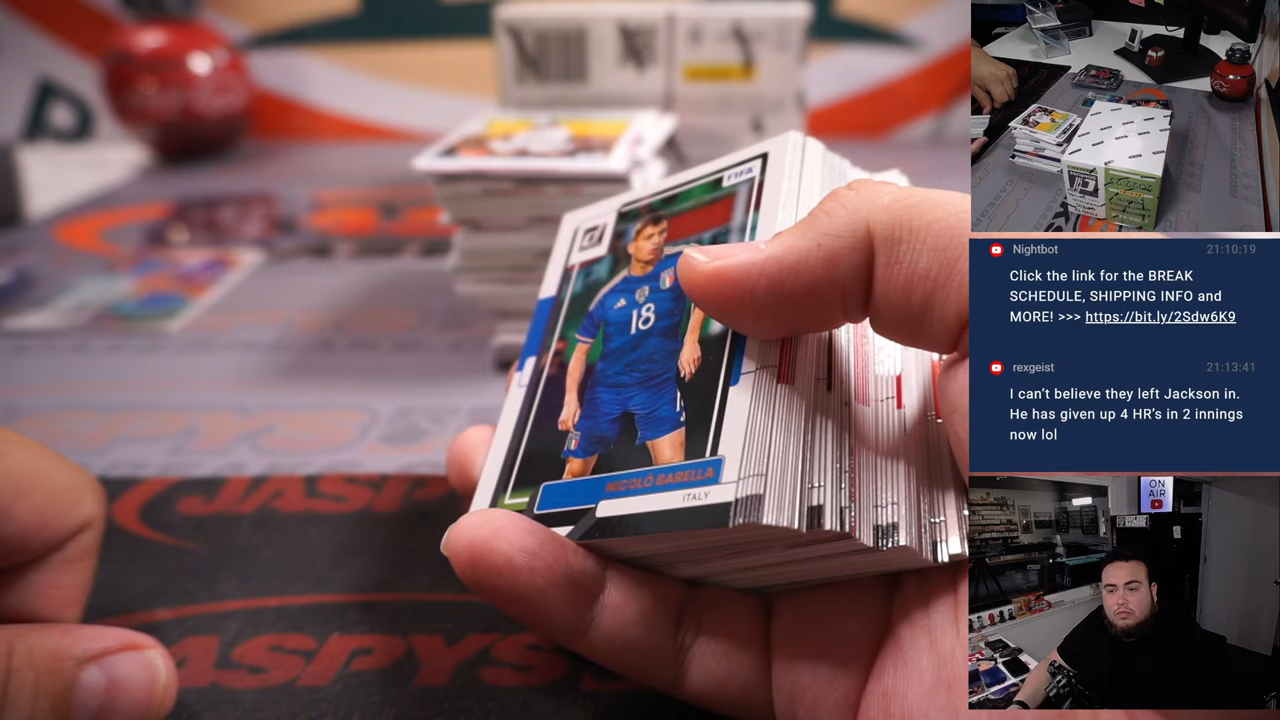 FIFA
18
NICOLÒ BARELLA
ITALY
JASPY
JASPYS
Nightbot
21:10:19
Click the link for the BREAK
SCHEDULE, SHIPPING INFO and
MORE! >>> https://bit.ly/2Sdw6K9
rexgeist
21:13:41
I can't believe they left Jackson in.
He has given up 4 HR's in 2 innings
now lol
ON
AIR